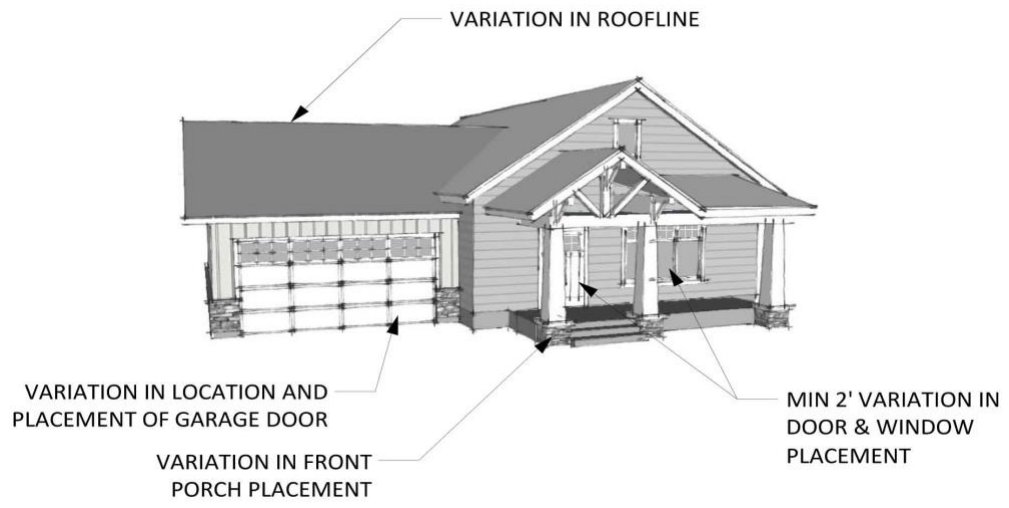 VARIATION IN ROOFLINE
VARIATION IN LOCATION AND
PLACEMENT OF GARAGE DOOR
VARIATION IN FRONT
PORCH PLACEMENT
MIN 2' VARIATION IN
DOOR & WINDOW
PLACEMENT